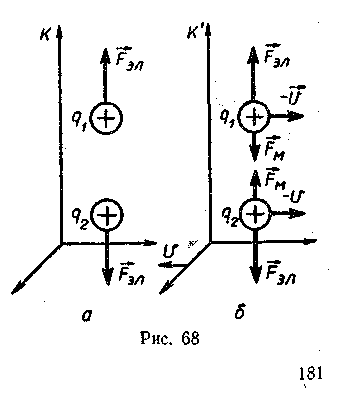 K
F эл
q₁
q₂
F эл
а
K'
F эл
q₁
-υ
F м
F м
-υ
q₂
υ
F эл
б
Рис. 68
181